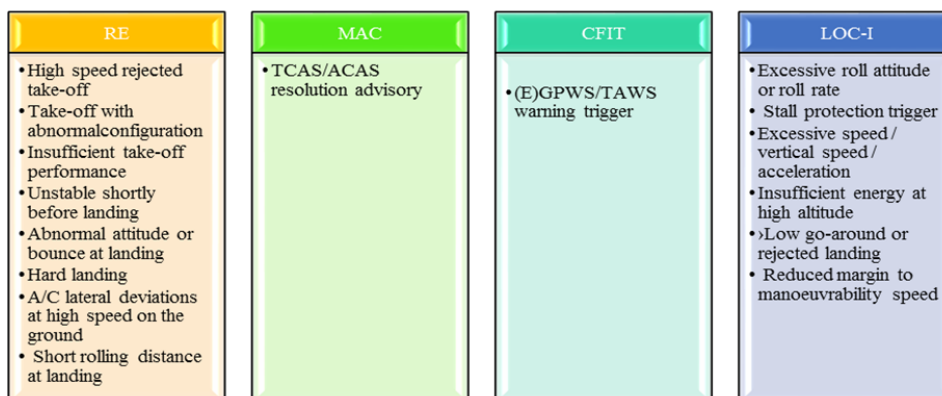 RE
• High speed rejected
take-off
• Take-off with
abnormalconfiguration
• Insufficient take-off
performance
• Unstable shortly
before landing
• Abnormal attitude or
bounce at landing
• Hard landing
• A/C lateral deviations
at high speed on the
ground
• Short rolling distance
at landing
MAC
• TCAS/ACAS
resolution advisory
CFIT
• (E)GPWS/TAWS
warning trigger
LOC-I
• Excessive roll attitude
or roll rate
• Stall protection trigger
• Excessive speed /
vertical speed /
acceleration
• Insufficient energy at
high altitude
• ›Low go-around or
rejected landing
• Reduced margin to
manoeuvrability speed